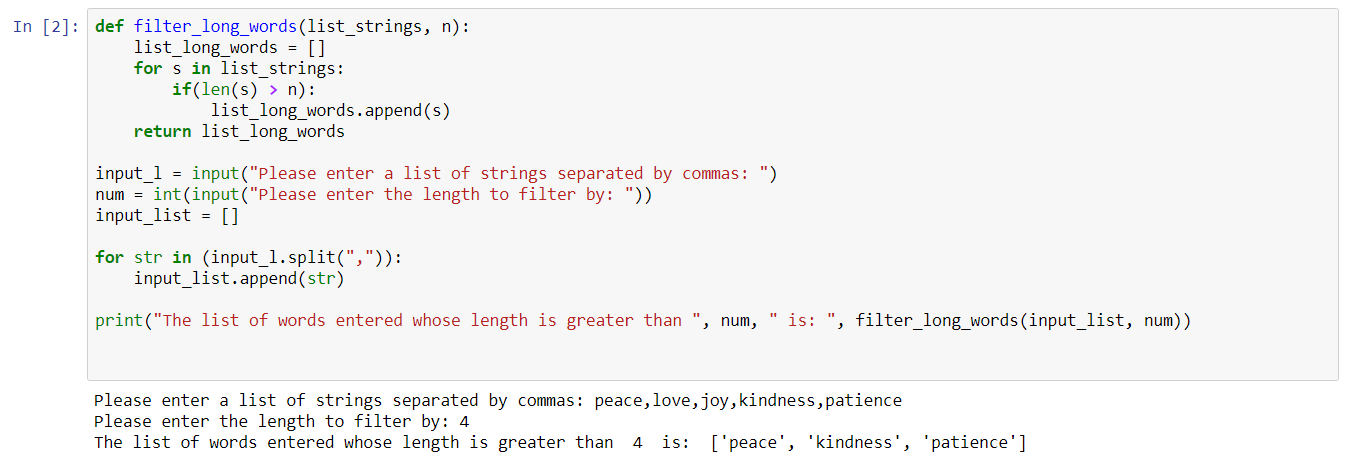 In [2]: def filter_long_words(list_strings, n):
    list_long_words = []
    for s in list_strings:
        if(len(s) > n):
            list_long_words.append(s)
    return list_long_words

input_l = input("Please enter a list of strings separated by commas: ")
num = int(input("Please enter the length to filter by: "))
input_list = []

for str in (input_l.split(",")):
    input_list.append(str)

print("The list of words entered whose length is greater than ", num, " is: ", filter_long_words(input_list, num))

Please enter a list of strings separated by commas: peace,love,joy,kindness,patience
Please enter the length to filter by: 4
The list of words entered whose length is greater than  4  is:  ['peace', 'kindness', 'patience']